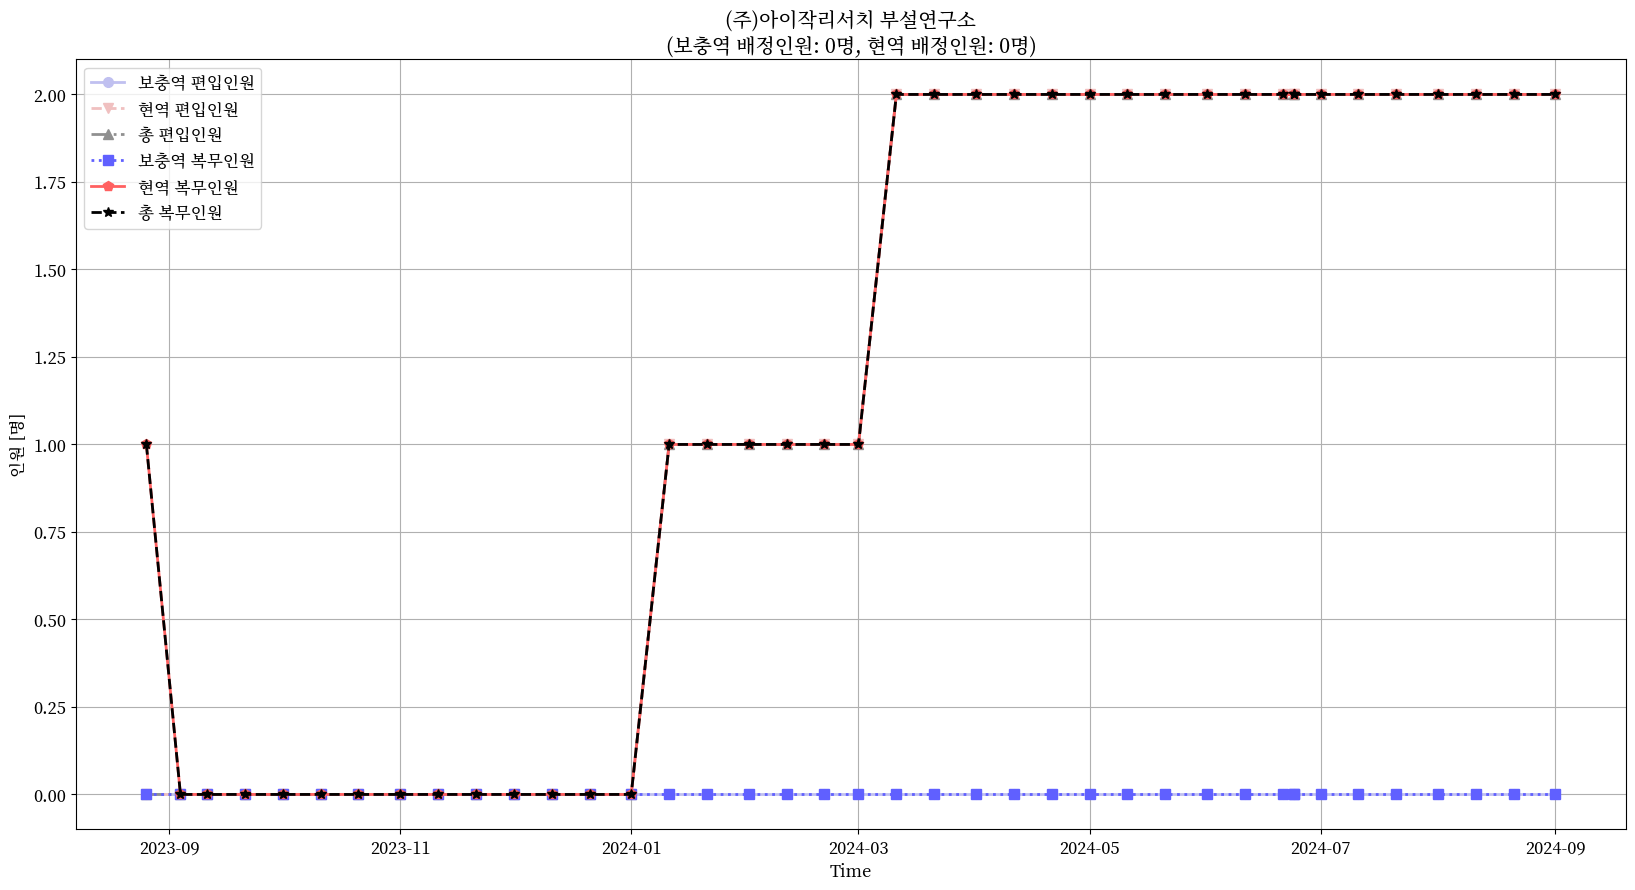 (주)아이작리서치 부설연구소
(보충역 배정인원: 0명, 현역 배정인원: 0명)
보충역 편입인원
현역 편입인원
총 편입인원
보충역 복무인원
현역 복무인원
총 복무인원
2.00
1.75
1.50
1.25
1.00
0.75
0.50
0.25
0.00
인원 [명]
2023-09 2023-11 2024-01 2024-03 2024-05 2024-07 2024-09
Time